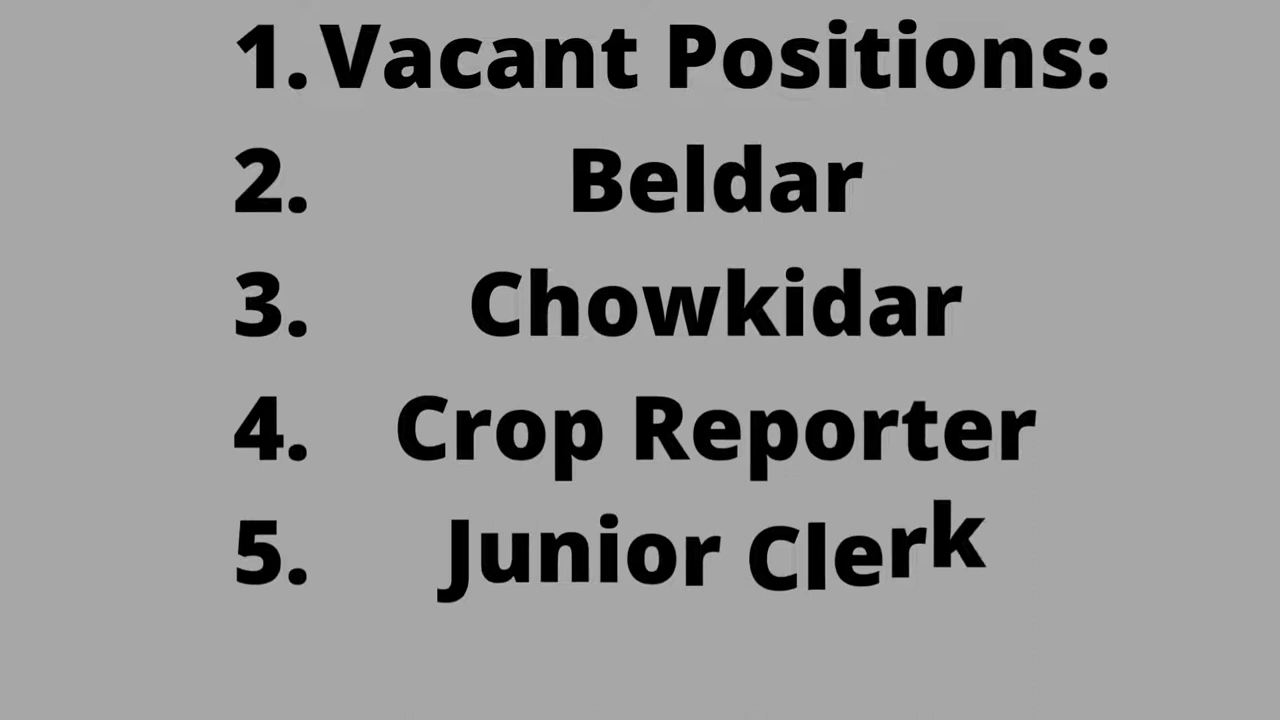 1. Vacant Positions:
2. Beldar
3. Chowkidar
4. Crop Reporter
5. Junior Clerk